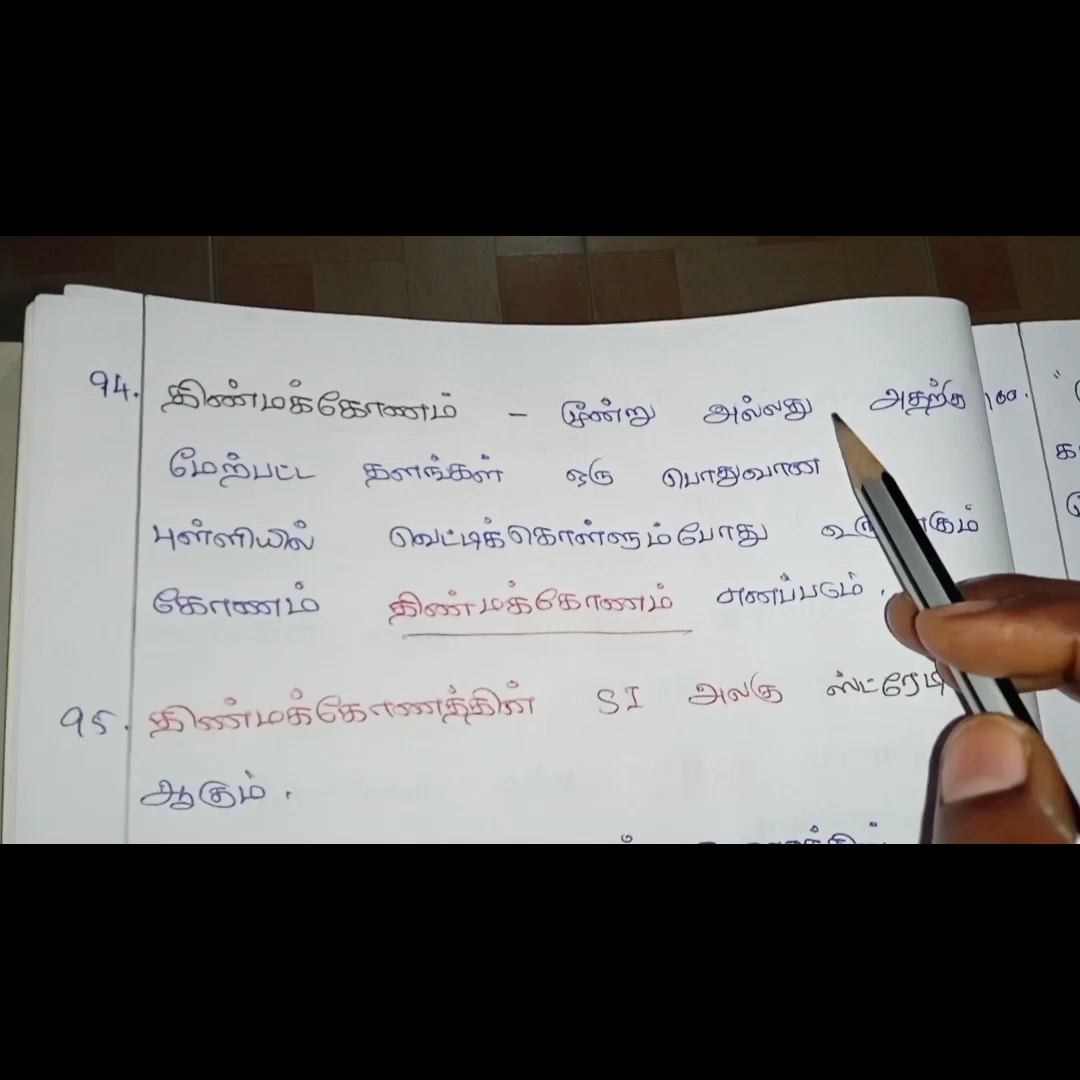 94. திண்மக்கோணம் - மூன்று அல்லது அதற்கு
மேற்பட்ட தளங்கள் ஒரு பொதுவான
புள்ளியில் வெட்டிக்கொள்ளும்போது
கோணம் திண்மக்கோணம் எனப்படும்.
95. திண்மக்கோணத்தின் SI அலகு
ஆகும்.
100.